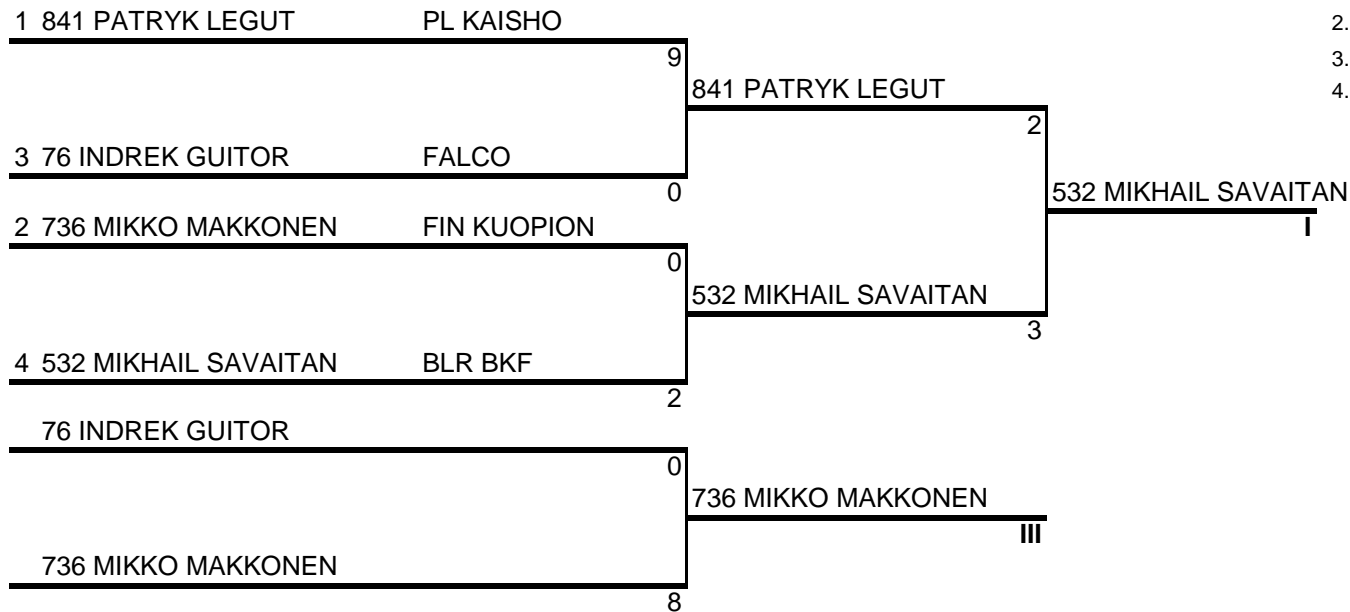 1 841 PATRYK LEGUT PL KAISHO
2.
9
3.
841 PATRYK LEGUT
4.
2
3 76 INDREK GUITOR FALCO
0
532 MIKHAIL SAVAITAN
I
2 736 MIKKO MAKKONEN FIN KUOPION
0
532 MIKHAIL SAVAITAN
3
4 532 MIKHAIL SAVAITAN BLR BKF
2
76 INDREK GUITOR
0
736 MIKKO MAKKONEN
III
736 MIKKO MAKKONEN
8